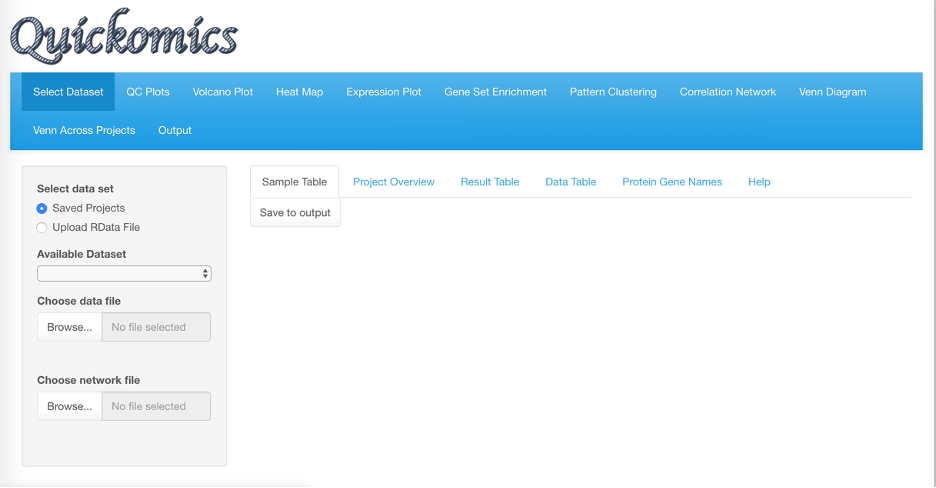 Quickomics
Select Dataset QC Plots Volcano Plot Heat Map Expression Plot Gene Set Enrichment Pattern Clustering Correlation Network Venn Diagram
Venn Across Projects Output
Select data set
Saved Projects
Upload RData File
Available Dataset
Choose data file
Browse... No file selected
Choose network file
Browse... No file selected
Sample Table Project Overview Result Table Data Table Protein Gene Names Help
Save to output